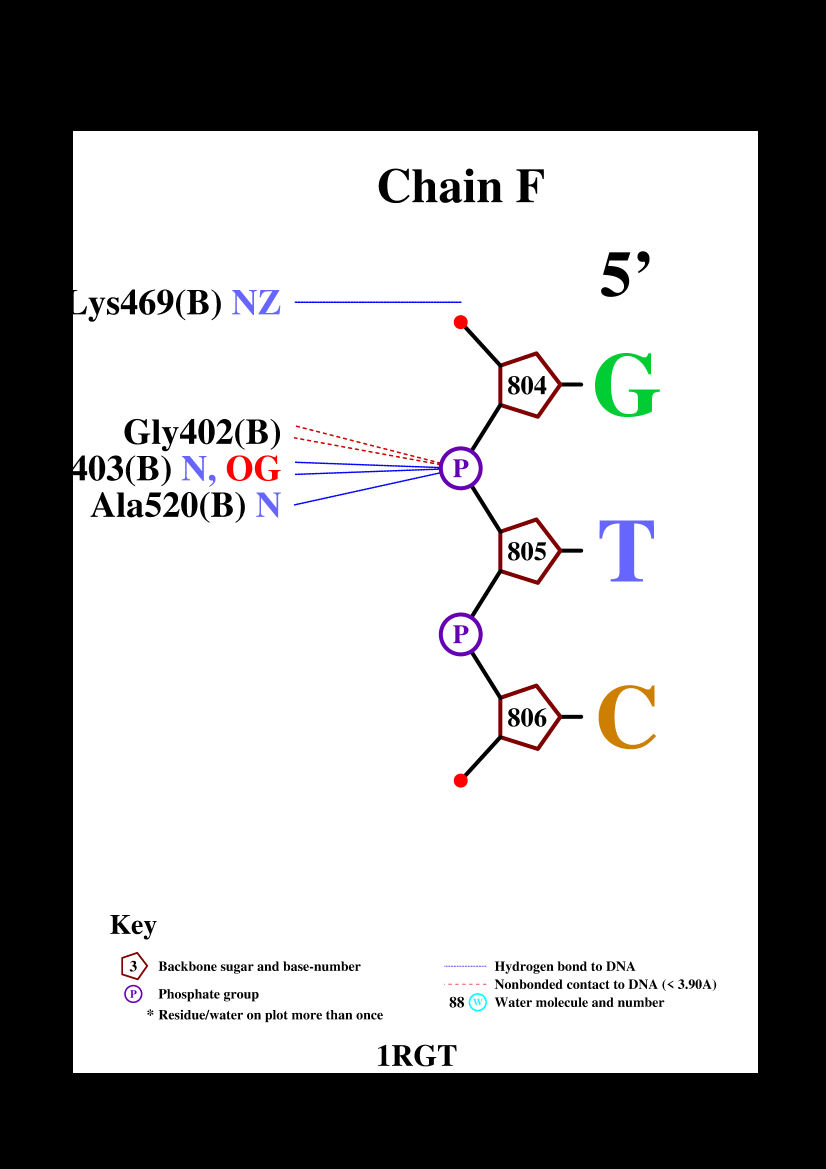 Chain F
5’
Lys469(B) NZ
804 G
Gly402(B)
403(B) N, OG
P
Ala520(B) N
805 T
P
806 C
Key
3 Backbone sugar and base-number
P Phosphate group
* Residue/water on plot more than once
Hydrogen bond to DNA
Nonbonded contact to DNA (< 3.90A)
88 W Water molecule and number
1RGT